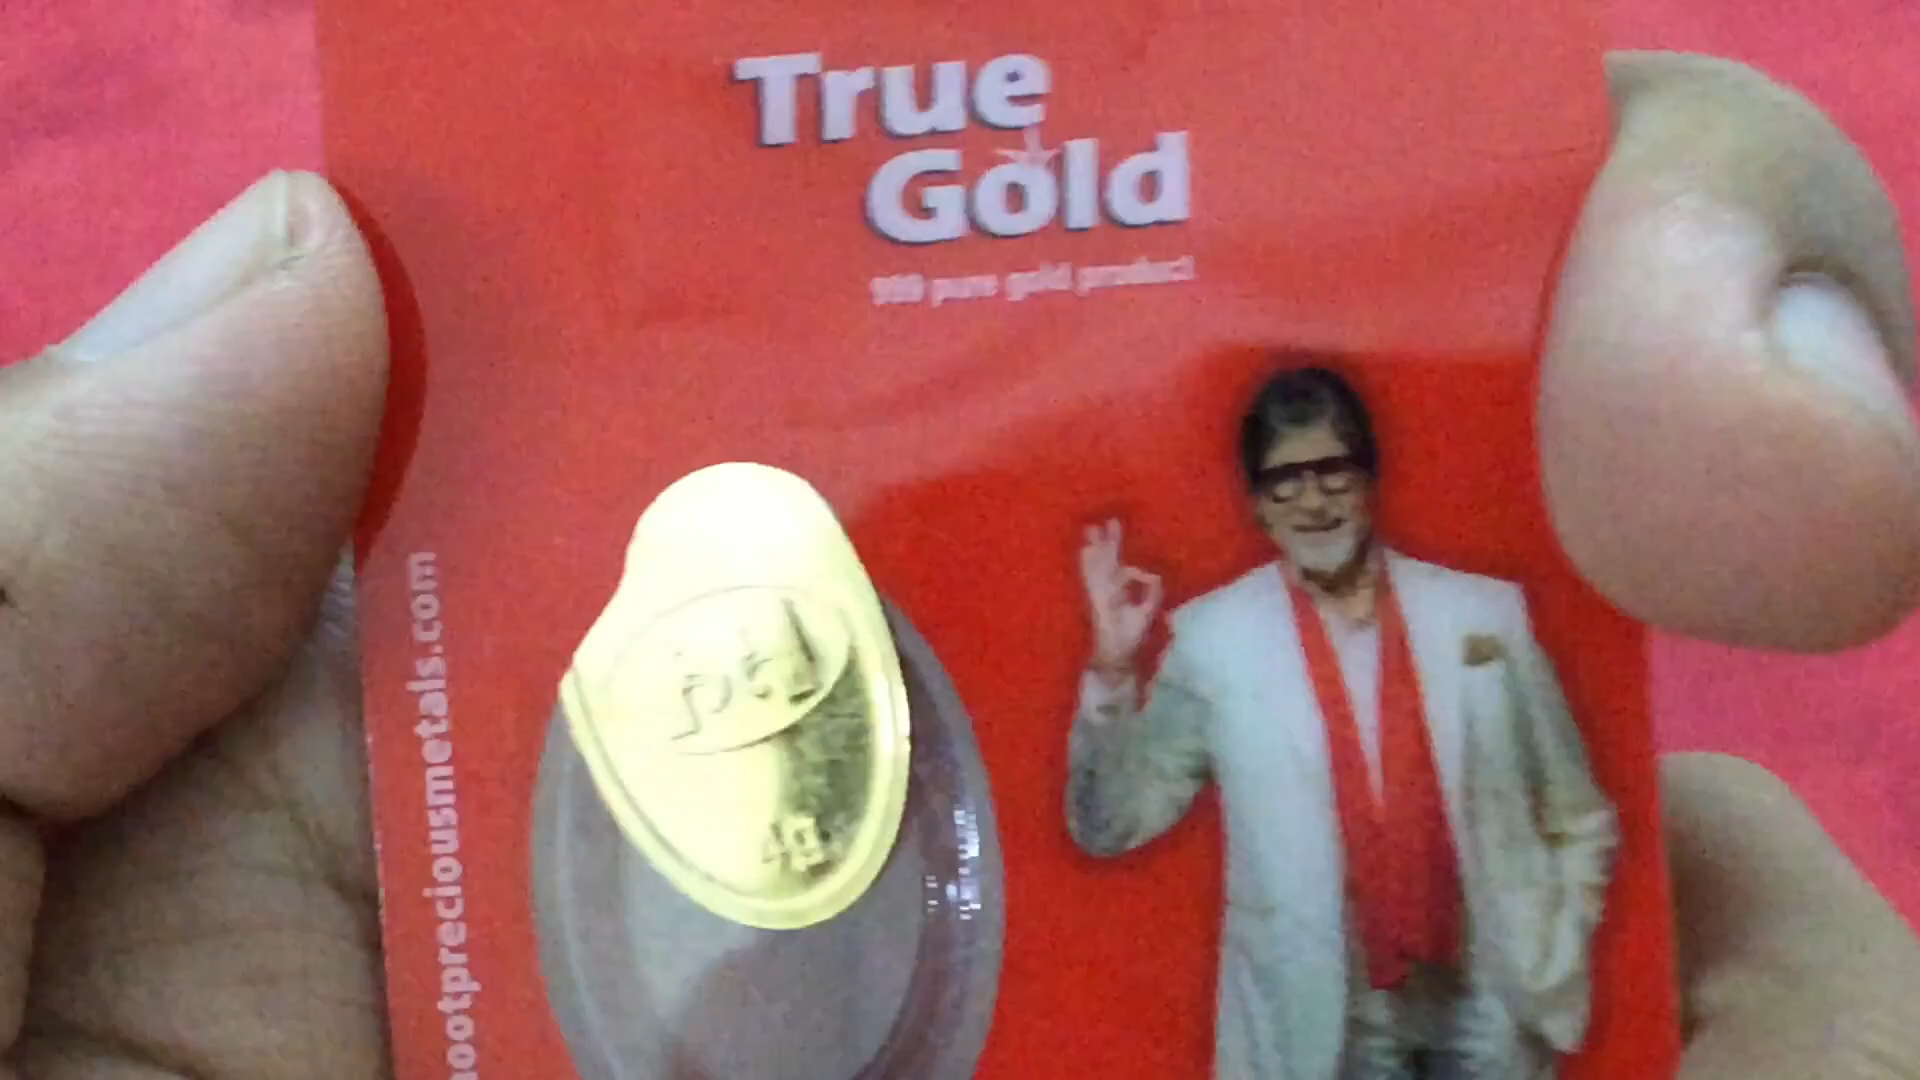 True
Gold
999 pure gold product
ootpreciousmetals.com
4g